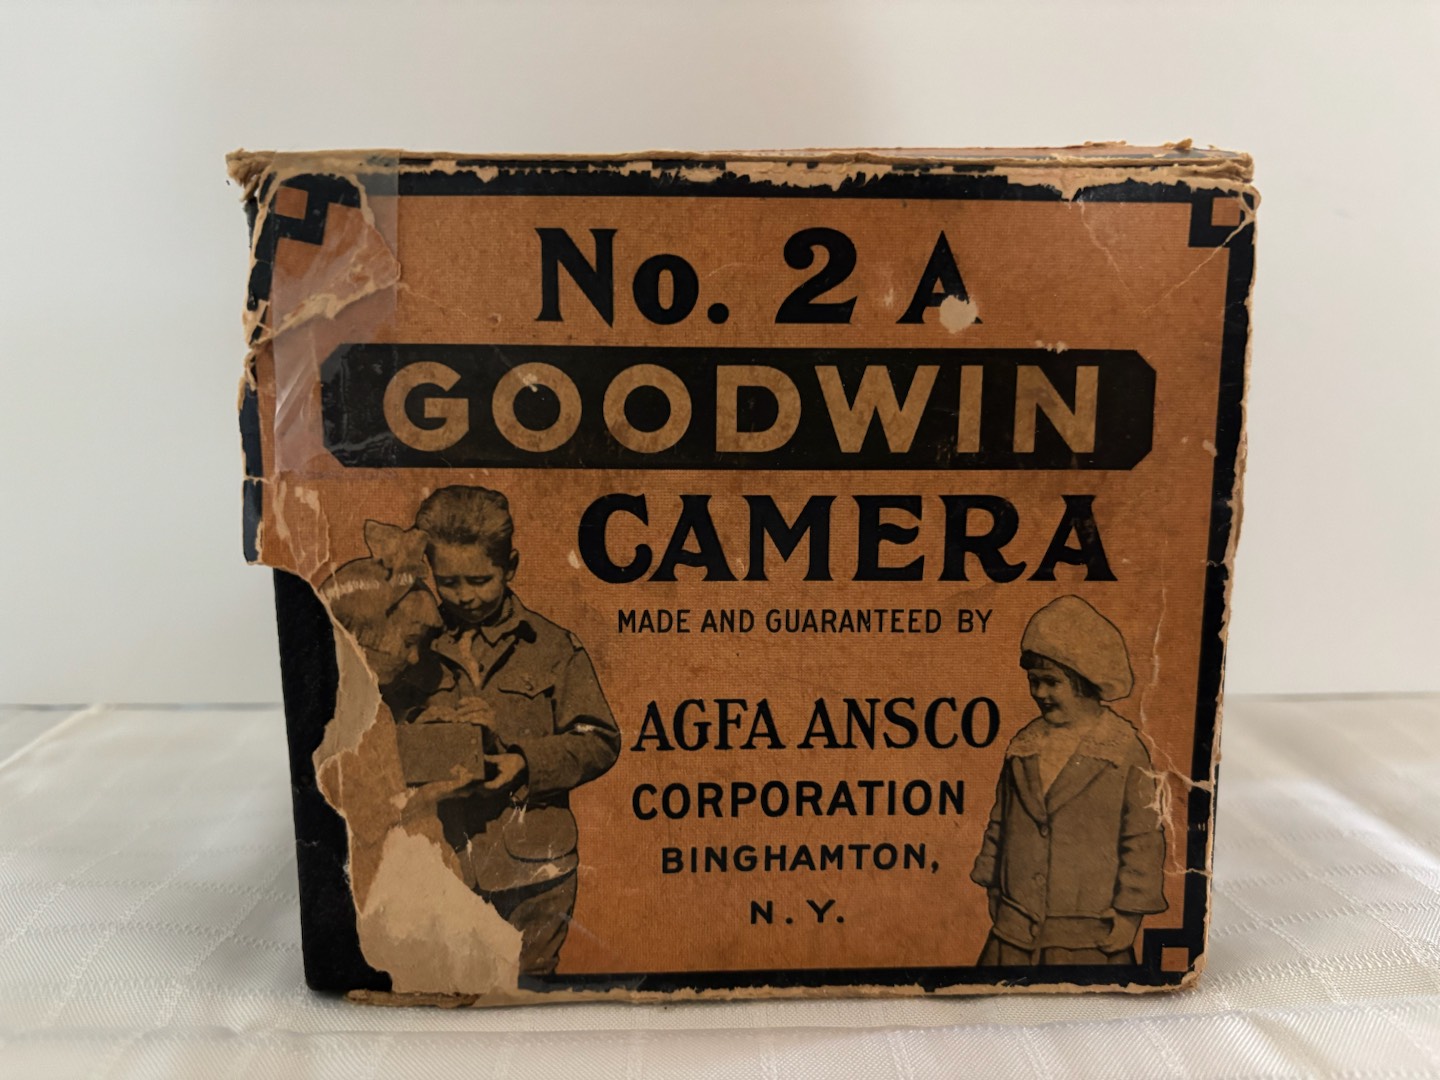 No. 2 A
GOODWIN
CAMERA
MADE AND GUARANTEED BY
AGFA ANSCO
CORPORATION
BINGHAMTON,
N. Y.